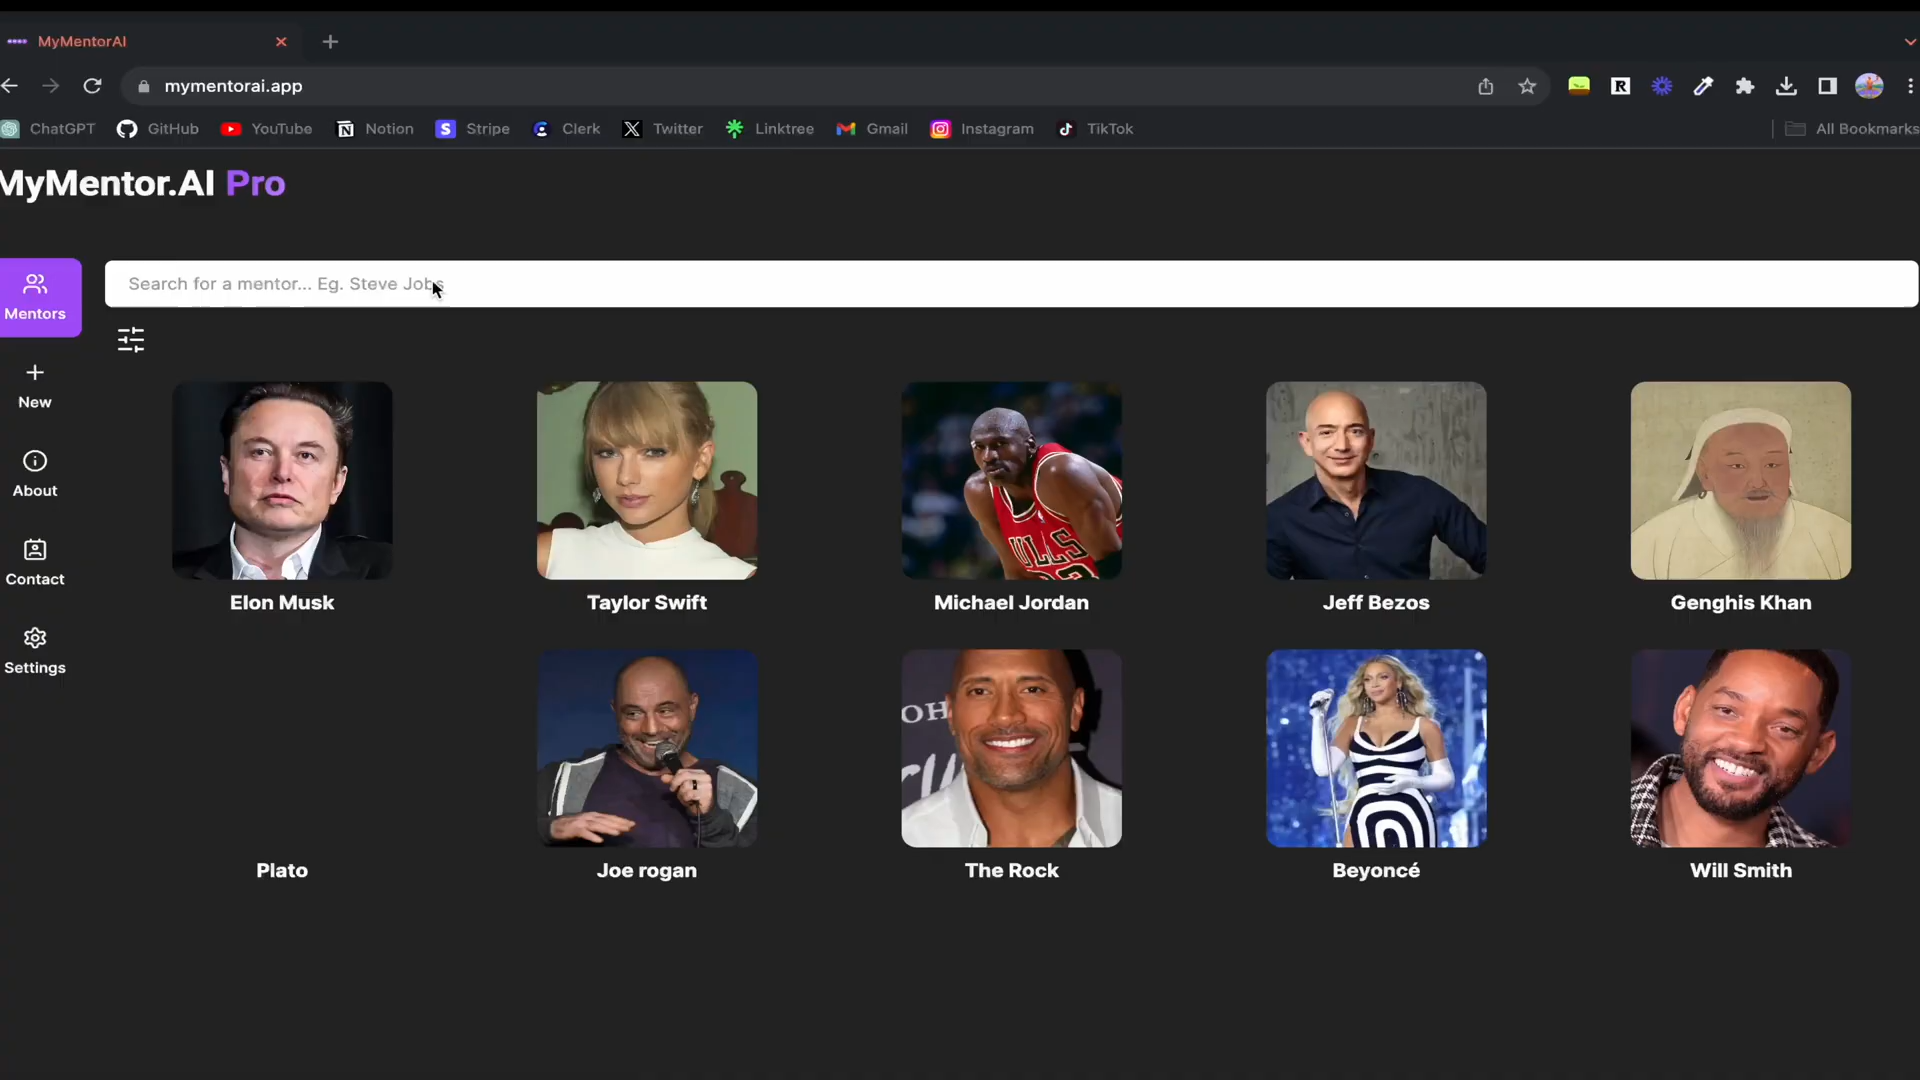 MyMentorAI
mymentorai.app
ChatGPT GitHub YouTube Notion Stripe Clerk Twitter Linktree Gmail Instagram TikTok All Bookmarks
MyMentor.AI Pro
Search for a mentor... Eg. Steve Jobs
Mentors
New
About
Contact
Settings
ULLS
Elon Musk Taylor Swift Michael Jordan Jeff Bezos Genghis Khan
OH
Plato Joe rogan The Rock Beyoncé Will Smith